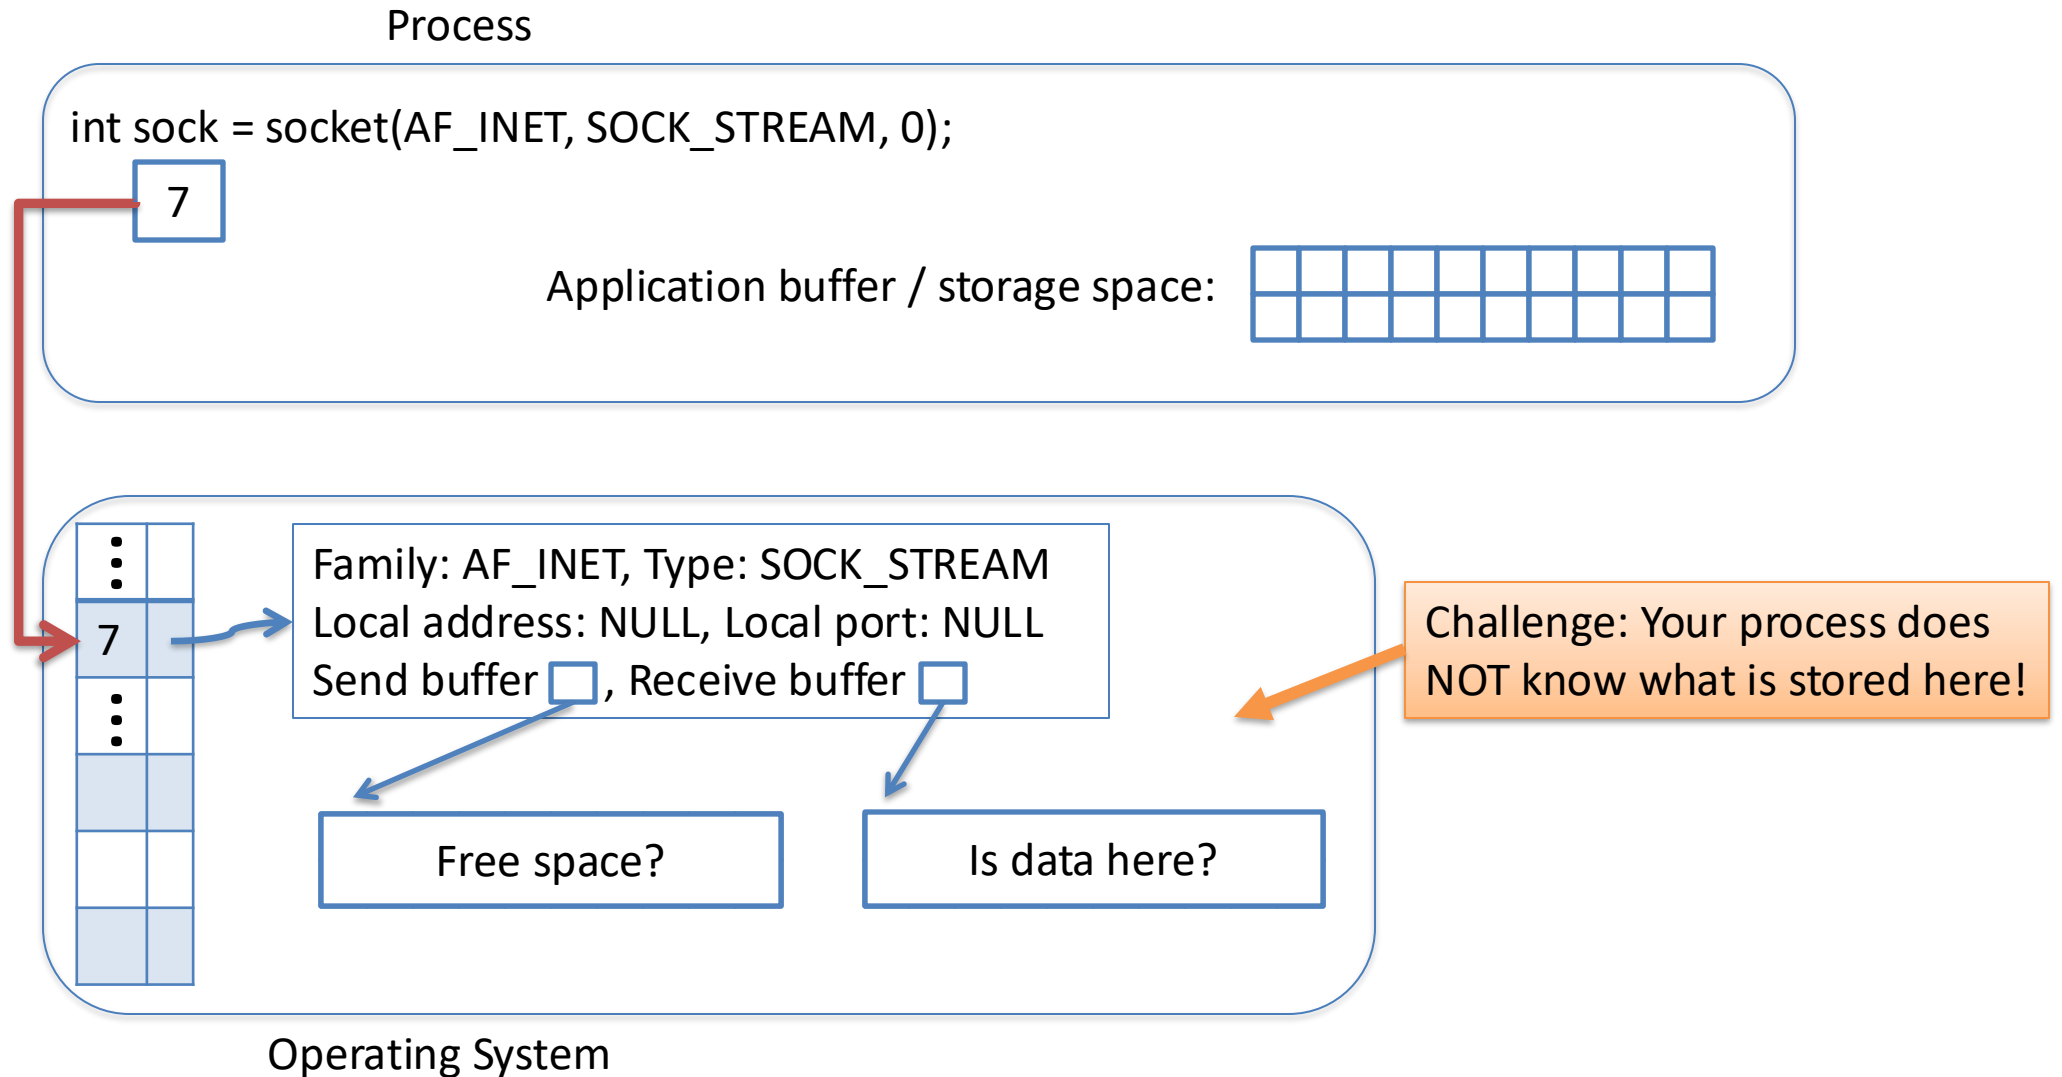 Process
int sock = socket(AF_INET, SOCK_STREAM, 0);
7
Application buffer / storage space:
Family: AF_INET, Type: SOCK_STREAM
Local address: NULL, Local port: NULL
Send buffer , Receive buffer
7
Challenge: Your process does
NOT know what is stored here!
Free space?
Is data here?
Operating System